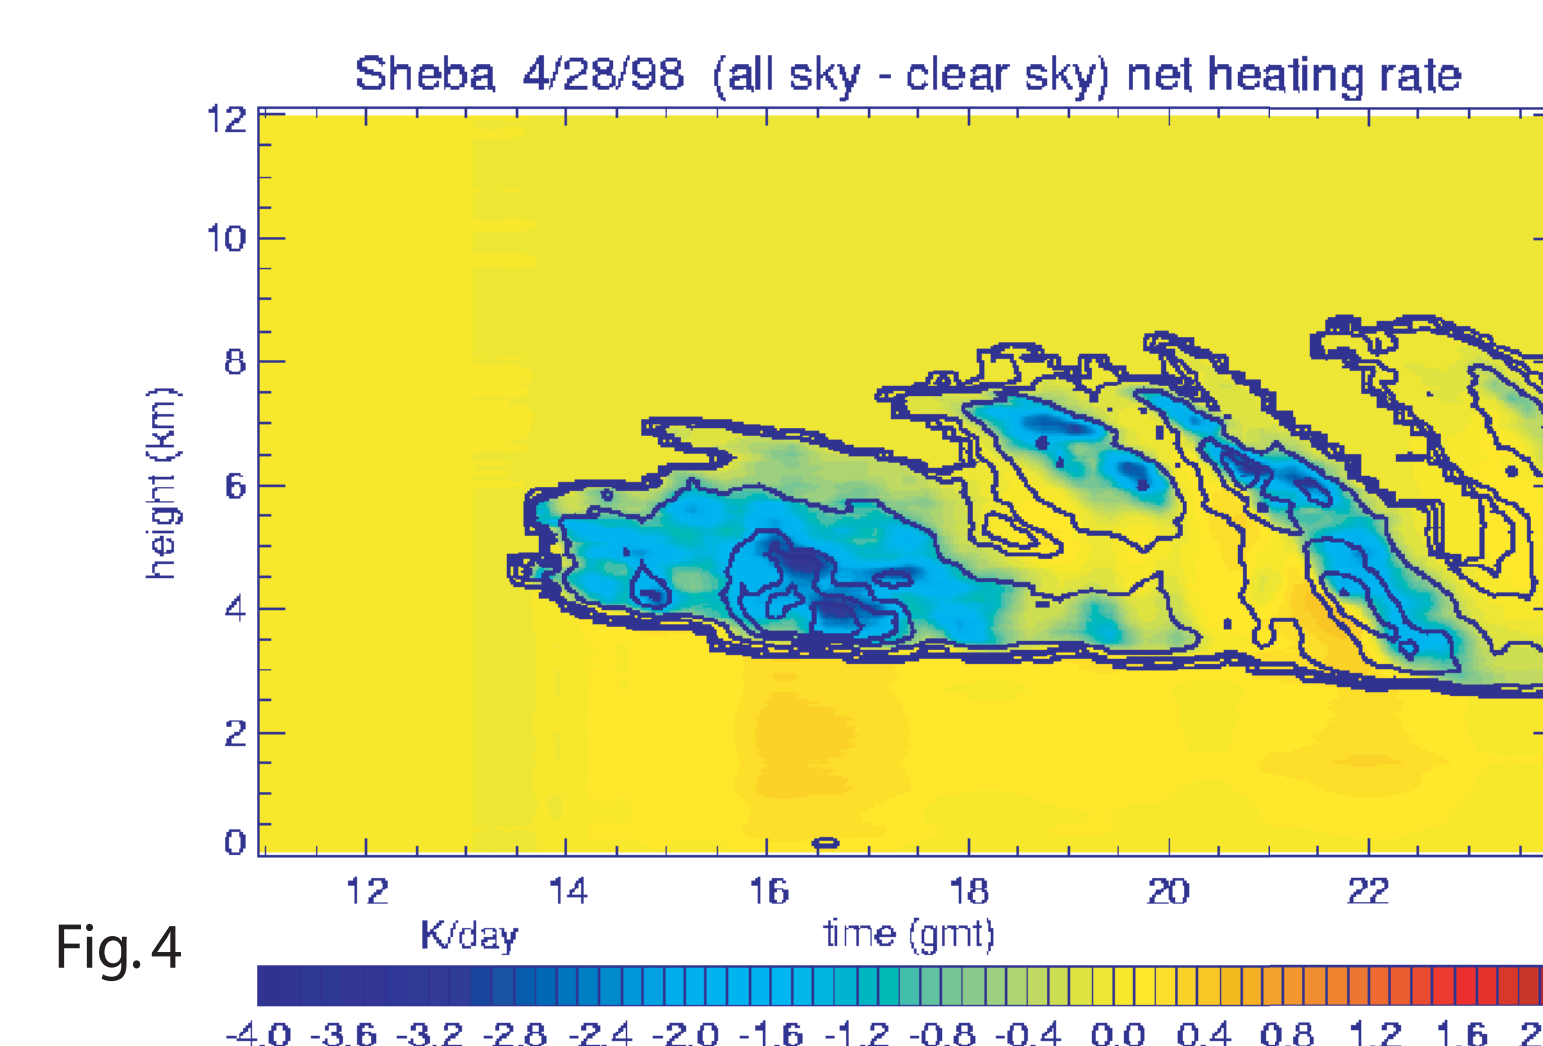 Sheba 4/28/98 (all sky - clear sky) net heating rate
12
10
8
6
4
2
0
height (km)
12 14 16 18 20 22
K/day time (gmt)
Fig. 4
-4.0 -3.6 -3.2 -2.8 -2.4 -2.0 -1.6 -1.2 -0.8 -0.4 0.0 0.4 0.8 1.2 1.6 2